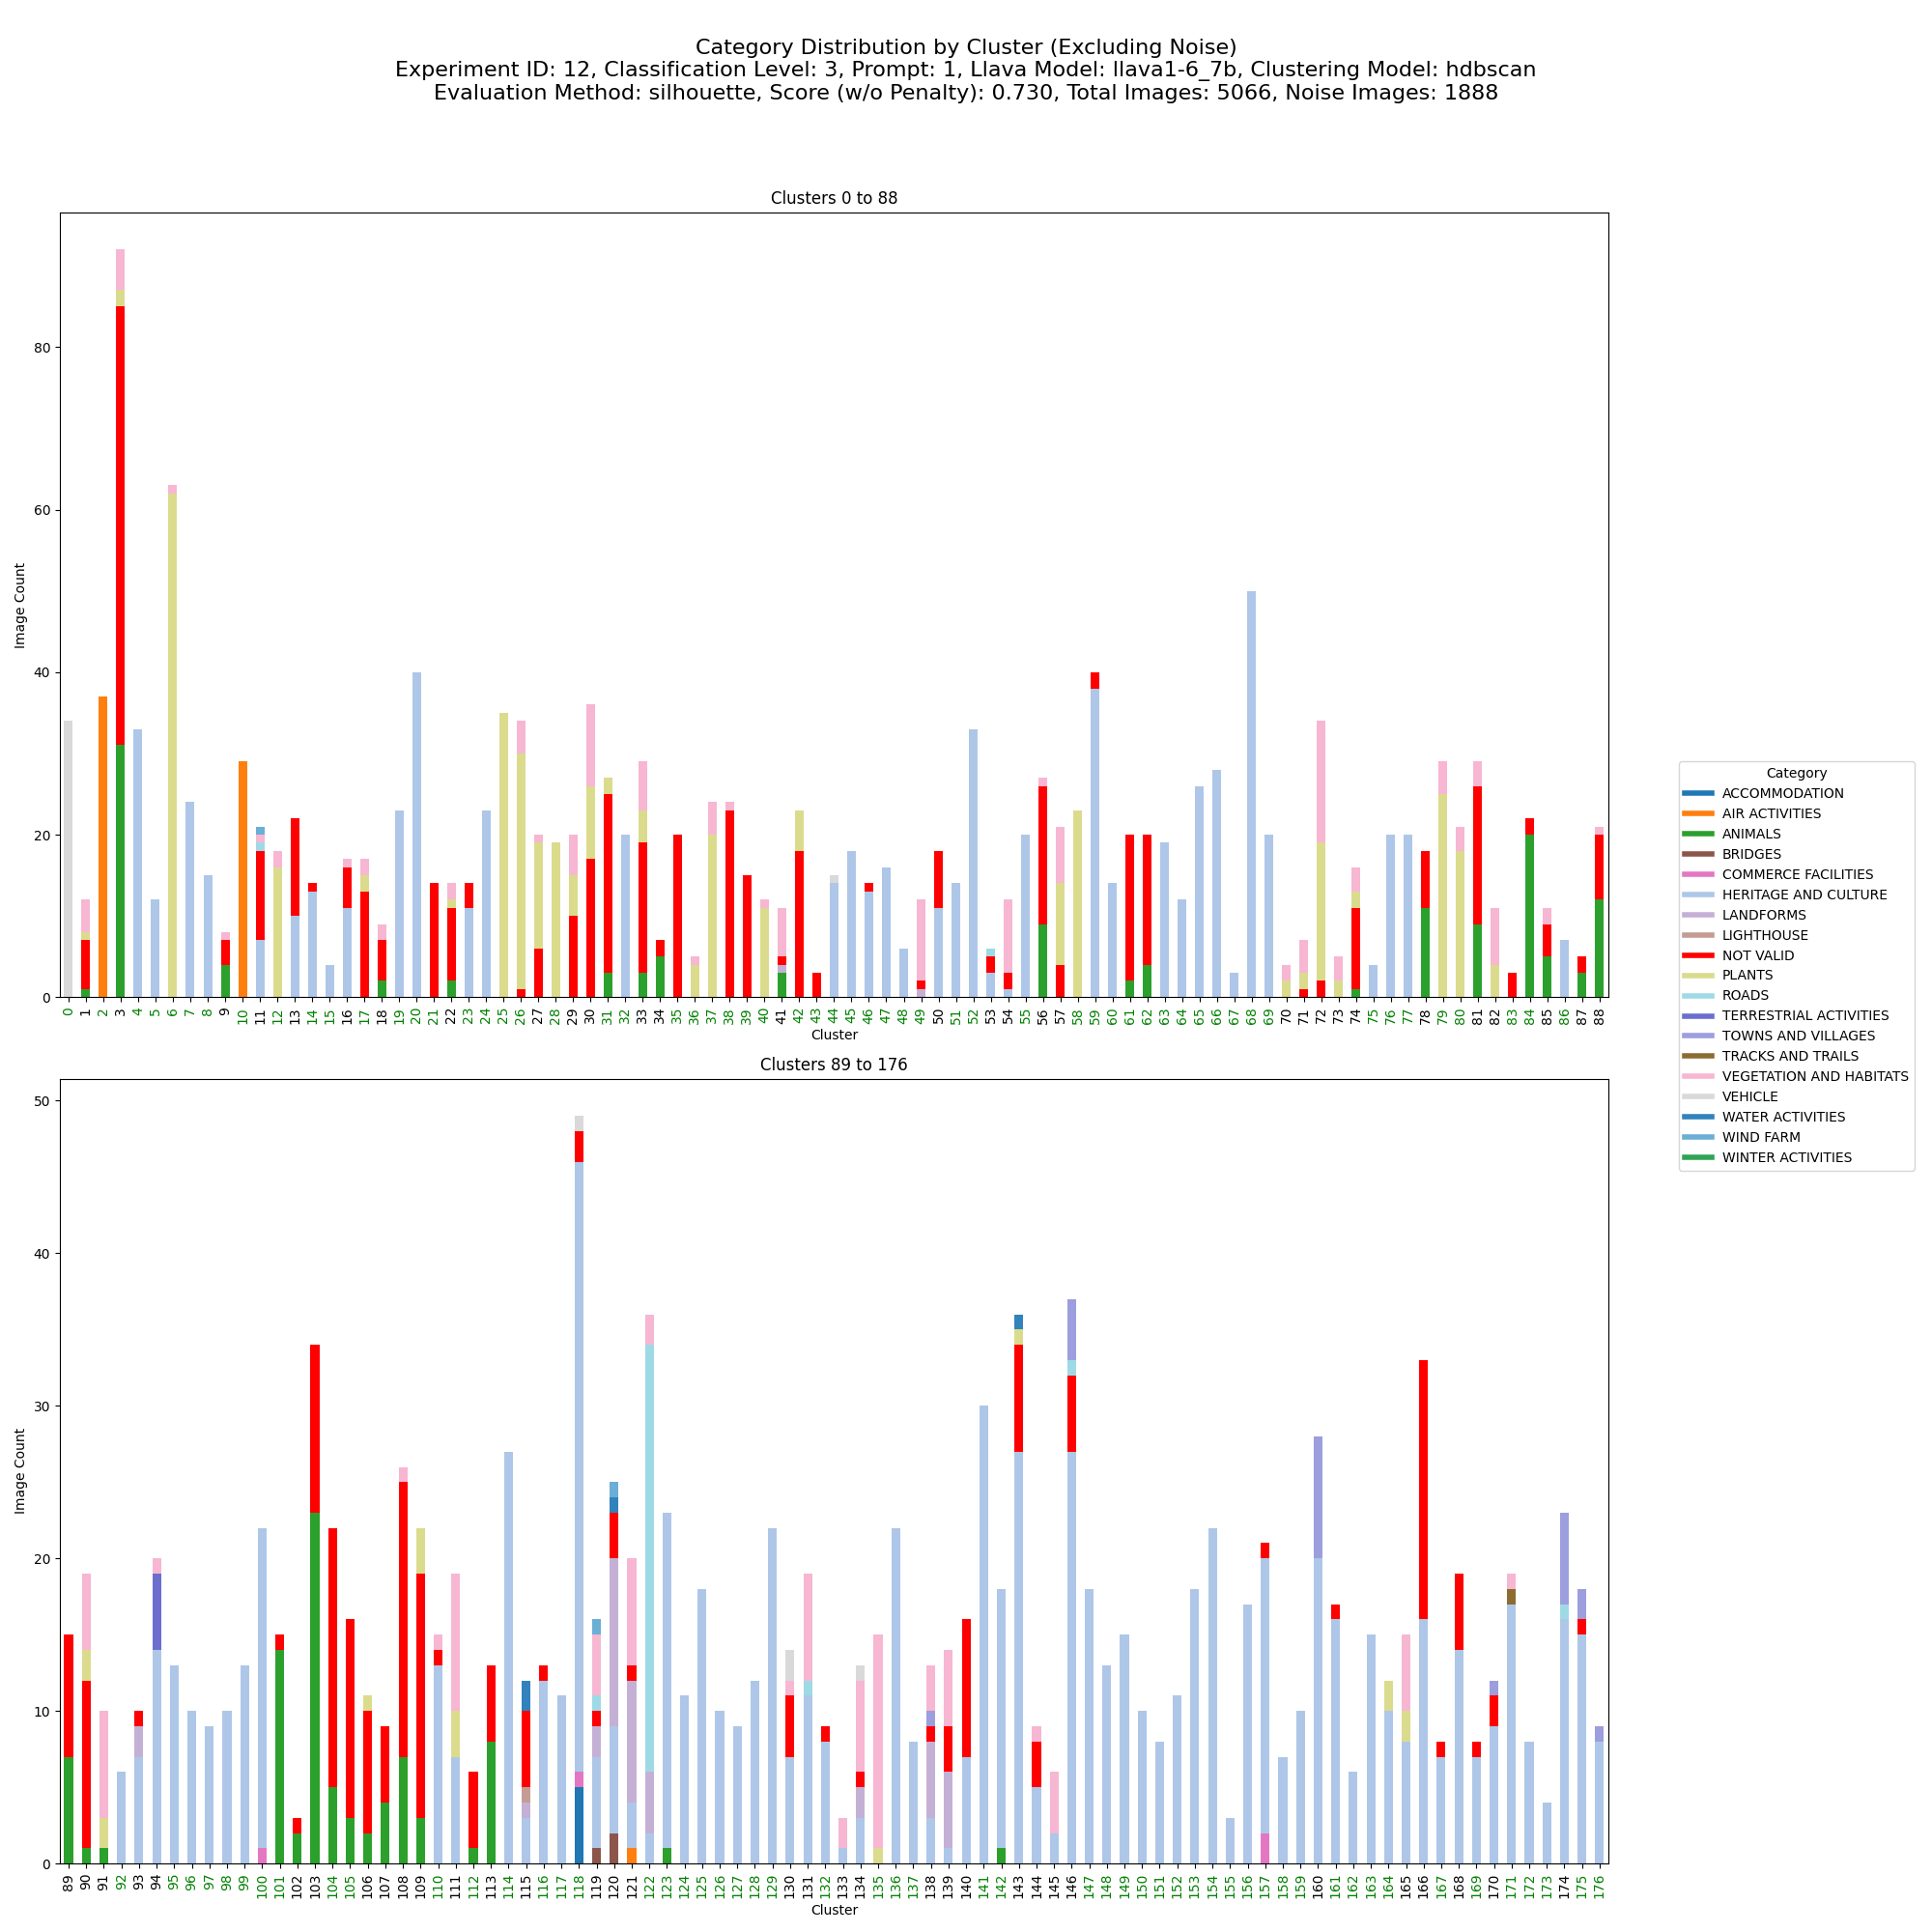 Category Distribution by Cluster (Excluding Noise)
Experiment ID: 12, Classification Level: 3, Prompt: 1, Llava Model: llava1-6_7b, Clustering Model: hdbscan
Evaluation Method: silhouette, Score (w/o Penalty): 0.730, Total Images: 5066, Noise Images: 1888
Clusters 0 to 88
Image Count
80
60
40
20
0
0 1 2 3 4 5 6 7 8 9 10 11 12 13 14 15 16 17 18 19 20 21 22 23 24 25 26 27 28 29 30 31 32 33 34 35 36 37 38 39 40 41 42 43 44 45 46 47 48 49 50 51 52 53 54 55 56 57 58 59 60 61 62 63 64 65 66 67 68 69 70 71 72 73 74 75 76 77 78 79 80 81 82 83 84 85 86 87 88
Cluster
Category
ACCOMMODATION
AIR ACTIVITIES
ANIMALS
BRIDGES
COMMERCE FACILITIES
HERITAGE AND CULTURE
LANDFORMS
LIGHTHOUSE
NOT VALID
PLANTS
ROADS
TERRESTRIAL ACTIVITIES
TOWNS AND VILLAGES
TRACKS AND TRAILS
VEGETATION AND HABITATS
VEHICLE
WATER ACTIVITIES
WIND FARM
WINTER ACTIVITIES
Clusters 89 to 176
Image Count
50
40
30
20
10
0
89 90 91 92 93 94 95 96 97 98 99 100 101 102 103 104 105 106 107 108 109 110 111 112 113 114 115 116 117 118 119 120 121 122 123 124 125 126 127 128 129 130 131 132 133 134 135 136 137 138 139 140 141 142 143 144 145 146 147 148 149 150 151 152 153 154 155 156 157 158 159 160 161 162 163 164 165 166 167 168 169 170 171 172 173 174 175 176
Cluster